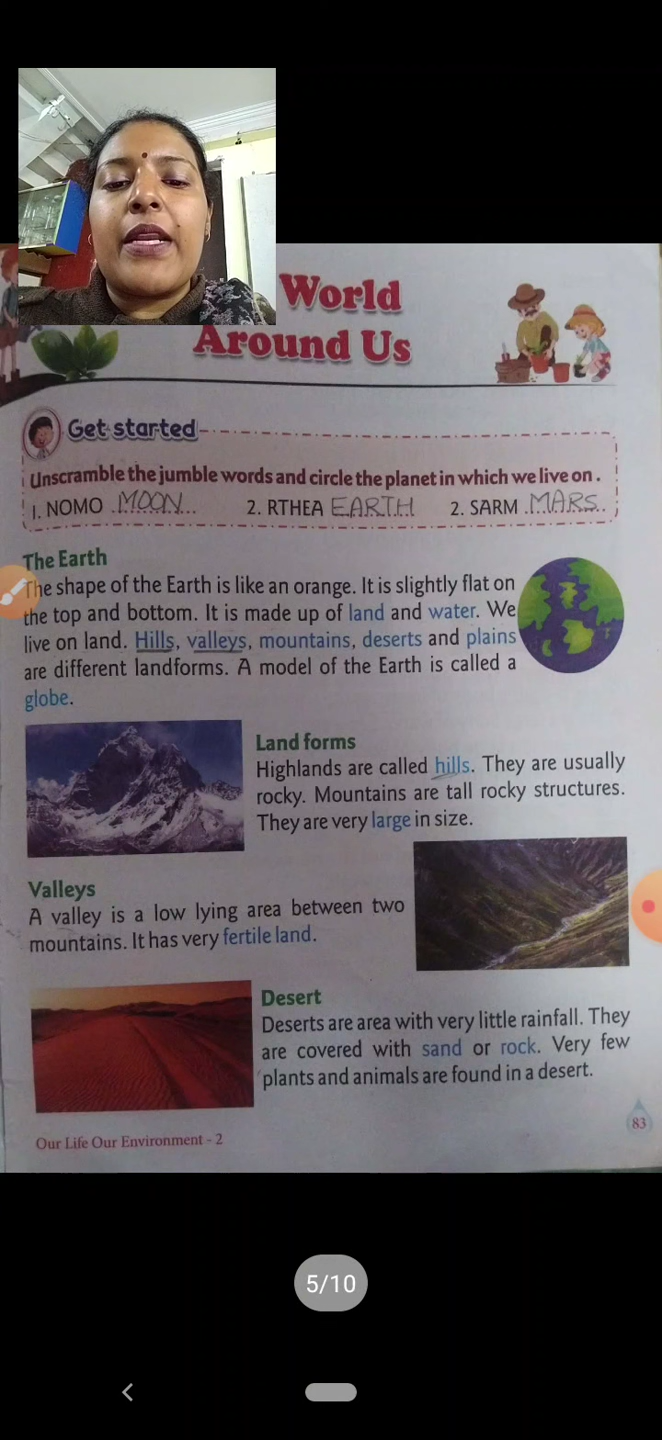 World
Around Us
Get started
Unscramble the jumble words and circle the planet in which we live on .
1. NOMO MOON 2. RTHEA EARTH 2. SARM MARS
The Earth
The shape of the Earth is like an orange. It is slightly flat on
the top and bottom. It is made up of land and water. We
live on land. Hills, valleys, mountains, deserts and plains
are different landforms. A model of the Earth is called a
globe.
Land forms
Highlands are called hills. They are usually
rocky. Mountains are tall rocky structures.
They are very large in size.
Valleys
A valley is a low lying area between two
mountains. It has very fertile land.
Desert
Deserts are area with very little rainfall. They
are covered with sand or rock. Very few
plants and animals are found in a desert.
83
Our Life Our Environment - 2
5/10